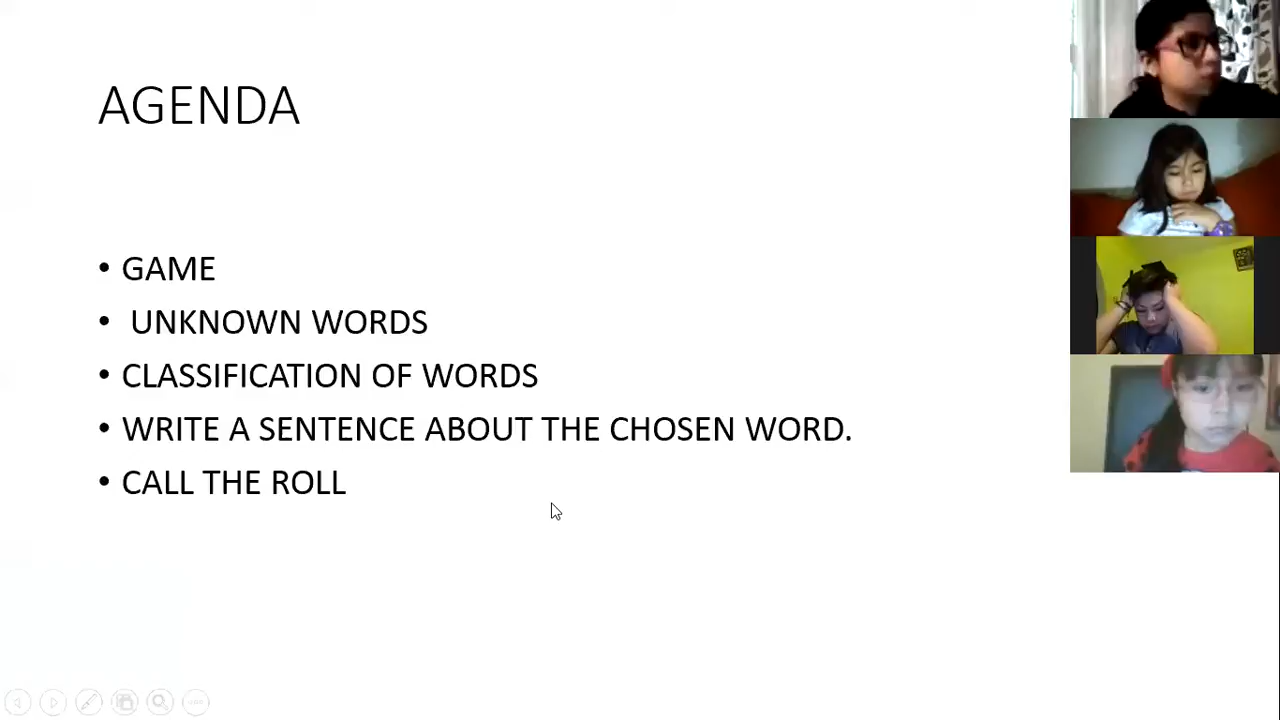 AGENDA
• GAME
• UNKNOWN WORDS
• CLASSIFICATION OF WORDS
• WRITE A SENTENCE ABOUT THE CHOSEN WORD.
• CALL THE ROLL